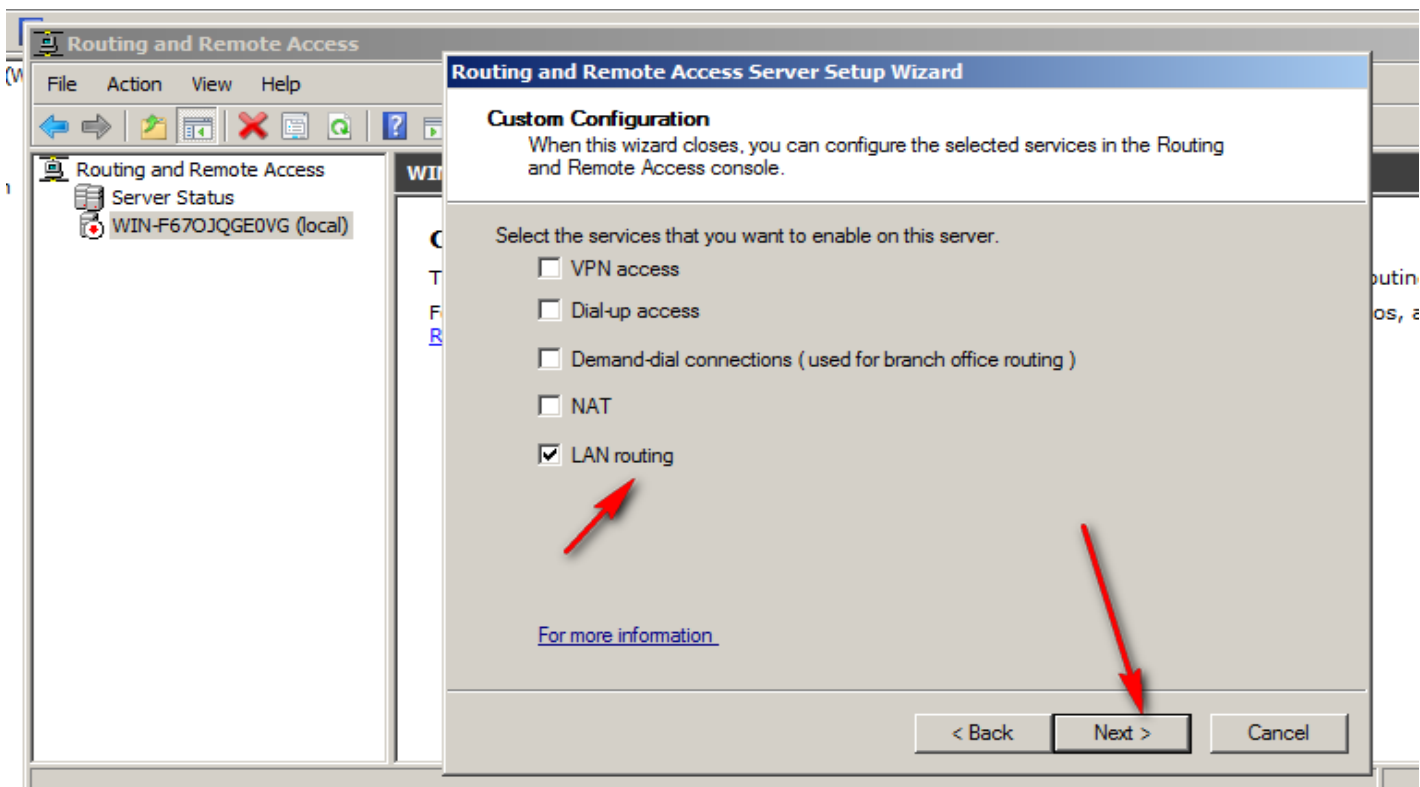 Routing and Remote Access
File Action View Help
Routing and Remote Access
Server Status
WIN-F67OJQGE0VG (local)
Routing and Remote Access Server Setup Wizard
Custom Configuration
When this wizard closes, you can configure the selected services in the Routing
and Remote Access console.
Select the services that you want to enable on this server.
VPN access
Dial-up access
Demand-dial connections ( used for branch office routing )
NAT
LAN routing
For more information
< Back
Next >
Cancel